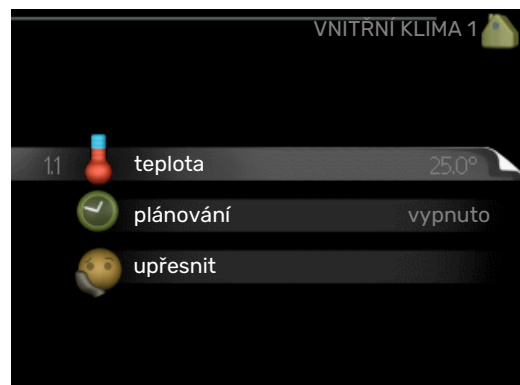 VNITŘNÍ KLIMA 1
1.1 teplota 25.0°
plánování vypnuto
upřesnit